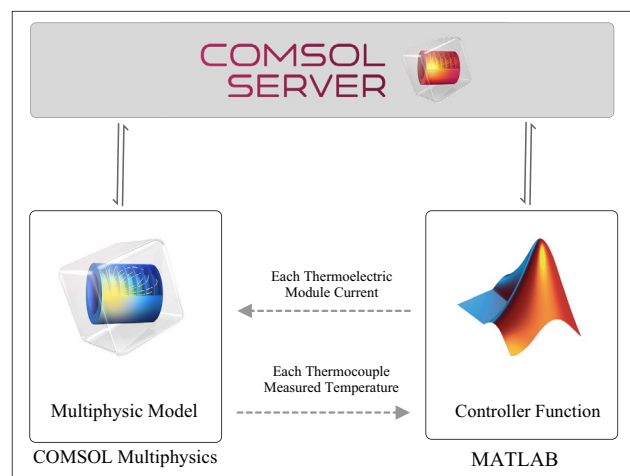 COMSOL
SERVER
Each Thermoelectric
Module Current
Each Thermocouple
Measured Temperature
Multiphysic Model
Controller Function
COMSOL Multiphysics
MATLAB